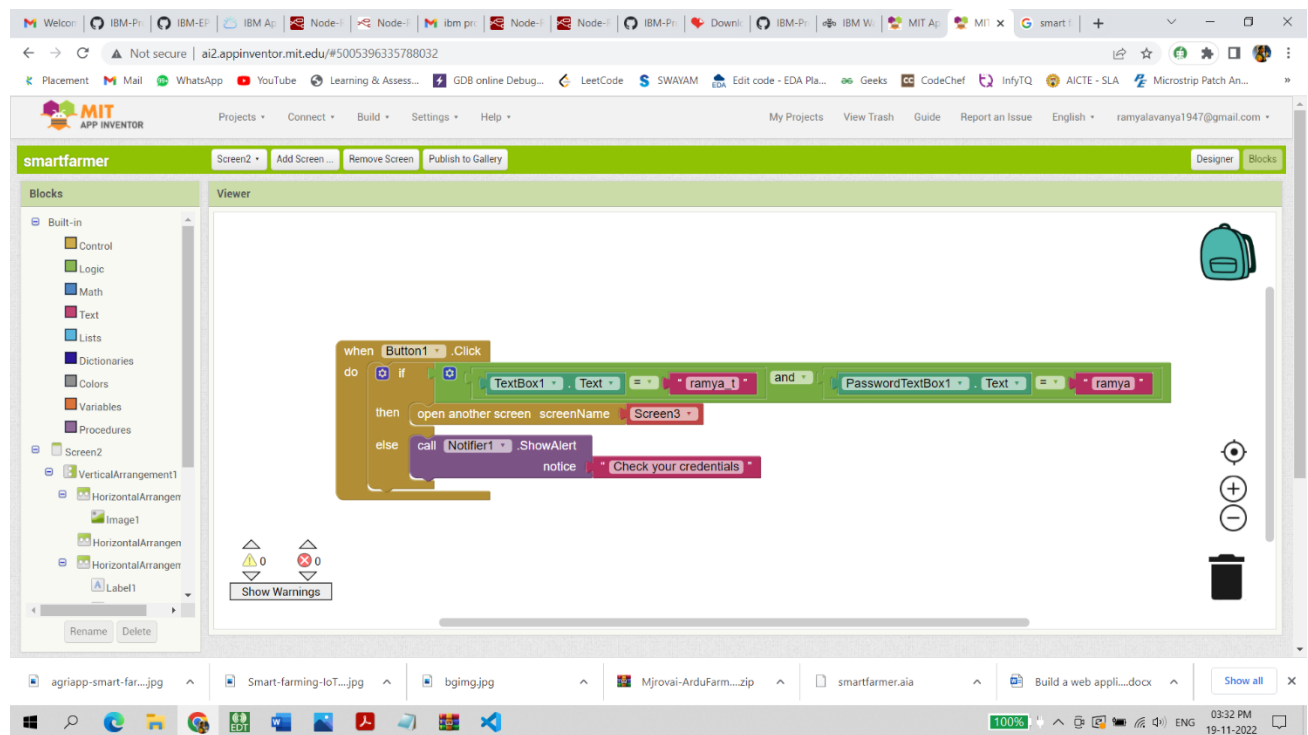 Welcon IBM-Pr IBM-EP IBM Ap Node- Node- ibm pr Node- Node- IBM-Pr Downl IBM-Pr IBM W MIT Ap MIT smart
Not secure ai2.appinventor.mit.edu/#5005396335788032
Placement Mail WhatsApp YouTube Learning & Assess... GDB online Debug... LeetCode SWAYAM Edit code - EDA Pla... Geeks CodeChef InfyTQ AICTE - SLA Microstrip Patch An... »
MIT
APP INVENTOR
Projects Connect Build Settings Help My Projects View Trash Guide Report an Issue English ramyalavanya1947@gmail.com
smartfarmer Screen2 Add Screen ... Remove Screen Publish to Gallery Designer Blocks
Blocks Viewer
Built-in
Control
Logic
Math
Text
Lists
Dictionaries
Colors
Variables
Procedures
Screen2
VerticalArrangement1
HorizontalArrangem
Image1
HorizontalArrangen
HorizontalArrangem
Label1
Rename Delete
when Button1 .Click
do if TextBox1 . Text = " ramya_t " and PasswordTextBox1 . Text = " ramya "
then open another screen screenName Screen3
else call Notifier1 .ShowAlert
notice " Check your credentials "
0 0
Show Warnings
agriapp-smart-far....jpg Smart-farming-IoT....jpg bgimg.jpg Mjrovai-ArduFarm....zip smartfarmer.aia Build a web appli....docx Show all
EDT 100% ENG 03:32 PM
19-11-2022